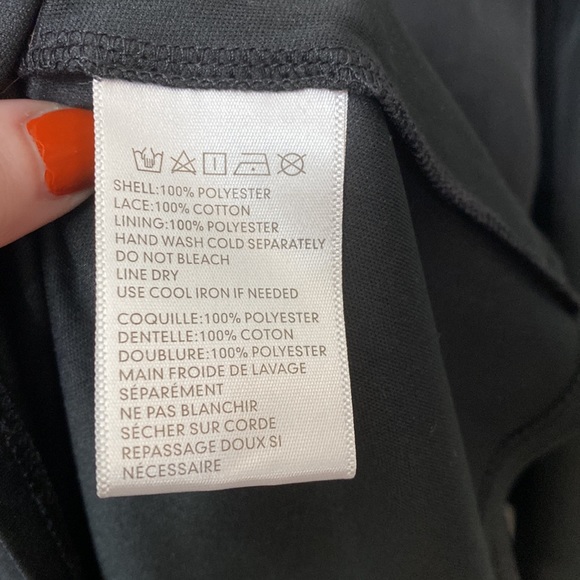 SHELL:100% POLYESTER
LACE:100% COTTON
LINING:100% POLYESTER
HAND WASH COLD SEPARATELY
DO NOT BLEACH
LINE DRY
USE COOL IRON IF NEEDED
COQUILLE:100% POLYESTER
DENTELLE:100% COTON
DOUBLURE:100% POLYESTER
MAIN FROIDE DE LAVAGE
SÉPARÉMENT
NE PAS BLANCHIR
SÉCHER SUR CORDE
REPASSAGE DOUX SI
NÉCESSAIRE